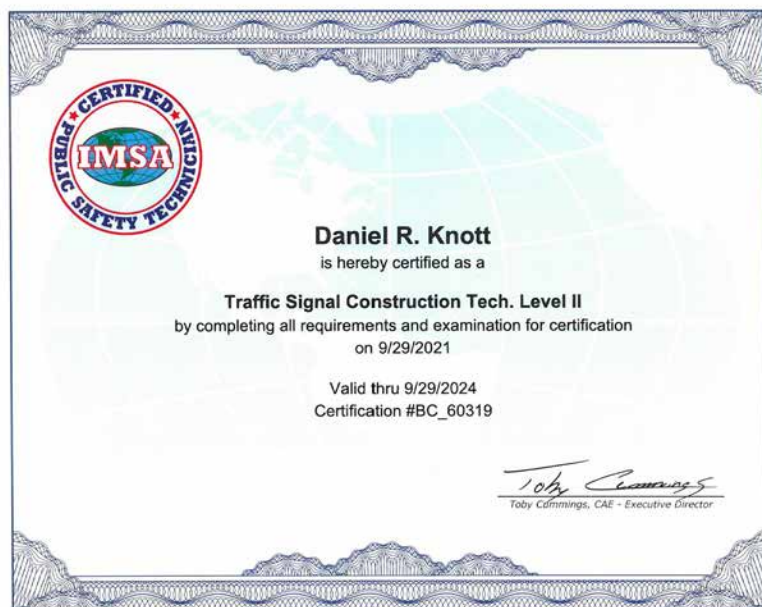 CERTIFIED
IMSA
PUBLIC SAFETY TECHNICIAN
Daniel R. Knott
is hereby certified as a
Traffic Signal Construction Tech. Level II
by completing all requirements and examination for certification
on 9/29/2021
Valid thru 9/29/2024
Certification #BC_60319
Toby Cummings
Toby Cummings, CAE - Executive Director